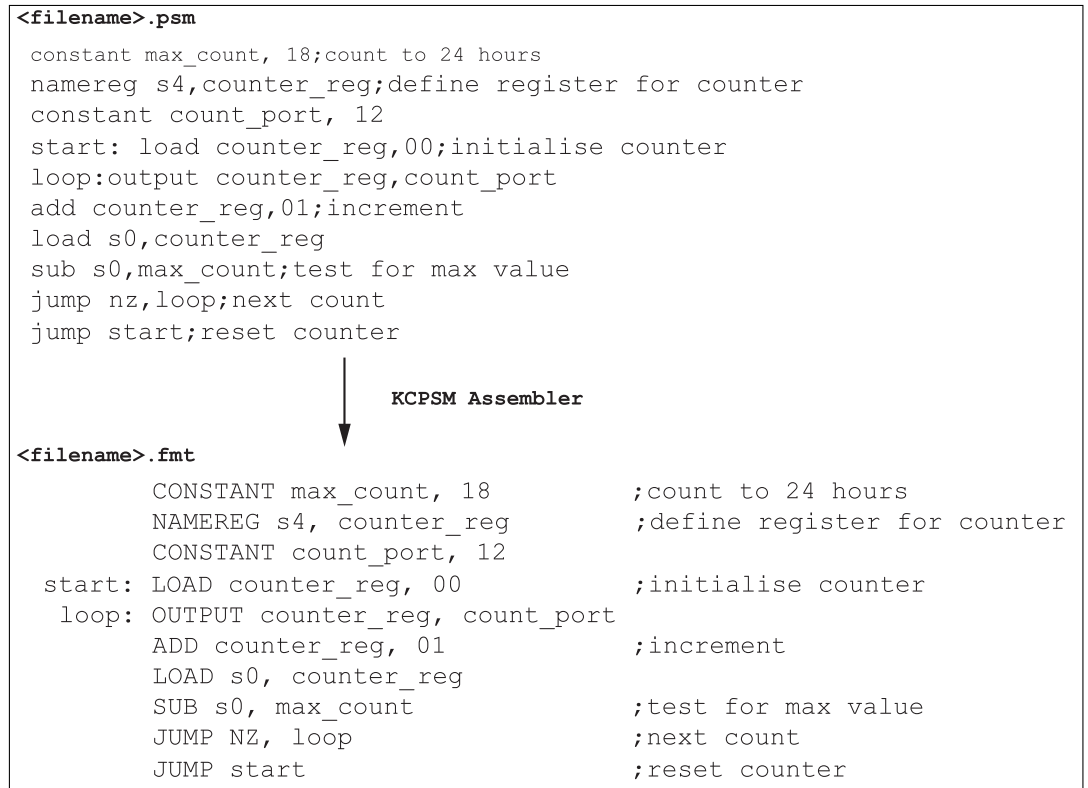 <filename>.psm
constant max_count, 18;count to 24 hours
namereg s4,counter_reg;define register for counter
constant count_port, 12
start: load counter_reg,00;initialise counter
loop:output counter_reg,count_port
add counter_reg,01;increment
load s0,counter_reg
sub s0,max_count;test for max value
jump nz,loop;next count
jump start;reset counter
KCPSM Assembler
<filename>.fmt
CONSTANT max_count, 18 ;count to 24 hours
NAMEREG s4, counter_reg ;define register for counter
CONSTANT count_port, 12
start: LOAD counter_reg, 00 ;initialise counter
loop: OUTPUT counter_reg, count_port
ADD counter_reg, 01 ;increment
LOAD s0, counter_reg
SUB s0, max_count ;test for max value
JUMP NZ, loop ;next count
JUMP start ;reset counter